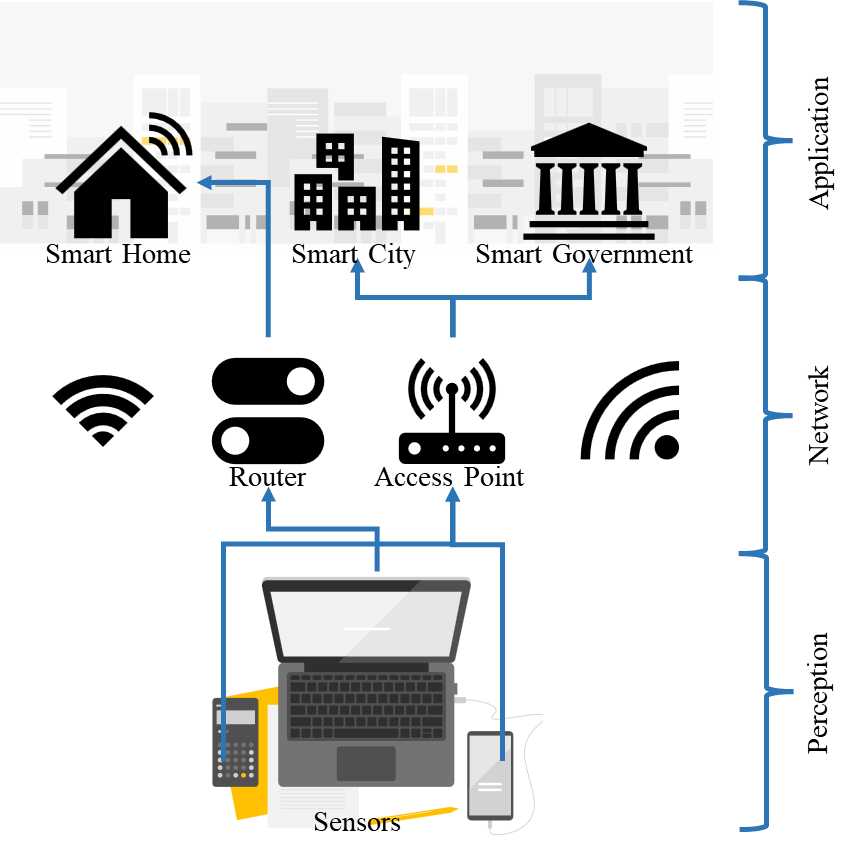 Application
Smart Home
Smart City
Smart Government
Network
Router
Access Point
Perception
Sensors